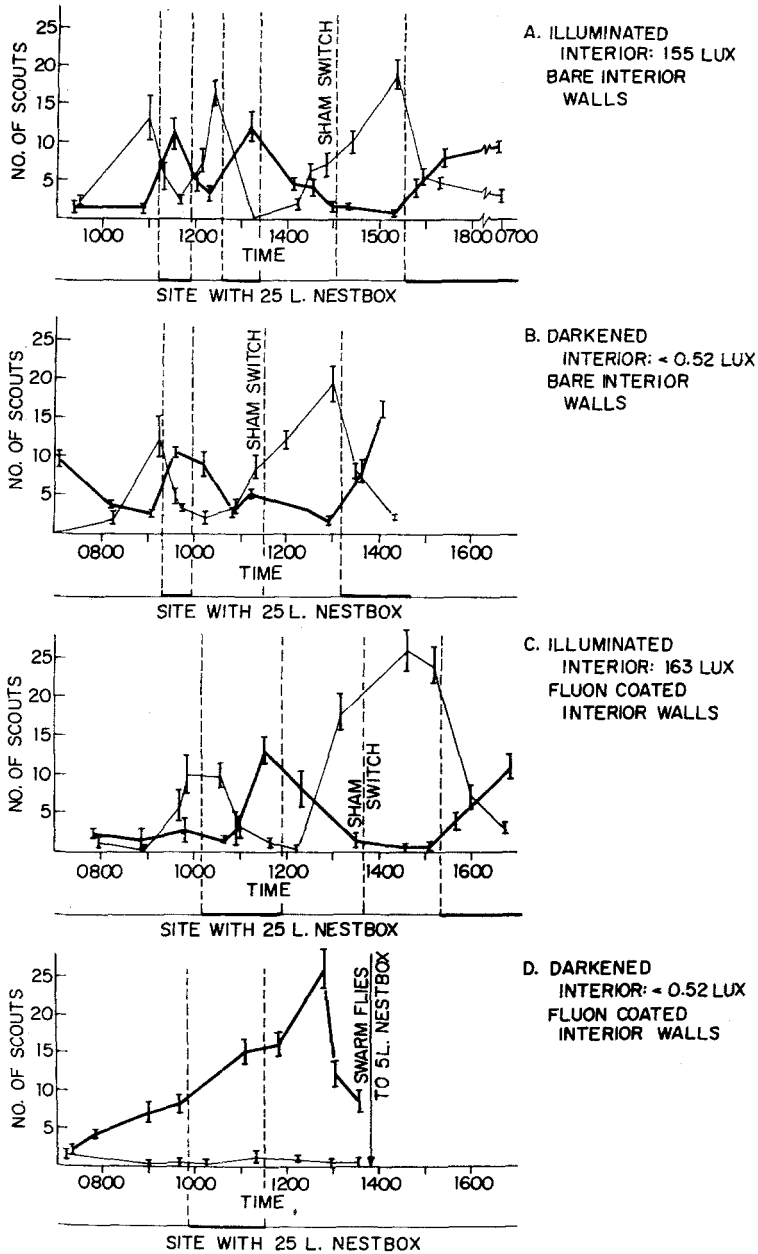 A. ILLUMINATED
INTERIOR: 155 LUX
BARE INTERIOR
WALLS
NO. OF SCOUTS
25
20
15
10
5
SHAM SWITCH
1000 1200 1400 1500 1800 0700
TIME
SITE WITH 25 L. NESTBOX
B. DARKENED
INTERIOR: < 0.52 LUX
BARE INTERIOR
WALLS
NO. OF SCOUTS
25
20
15
10
5
SHAM SWITCH
0800 1000 1200 1400 1600
TIME
SITE WITH 25 L. NESTBOX
C. ILLUMINATED
INTERIOR: 163 LUX
FLUON COATED
INTERIOR WALLS
NO. OF SCOUTS
25
20
15
10
5
SHAM
SWITCH
0800 1000 1200 1400 1600
TIME
SITE WITH 25 L. NESTBOX
D. DARKENED
INTERIOR: < 0.52 LUX
FLUON COATED
INTERIOR WALLS
NO. OF SCOUTS
25
20
15
10
5
SWARM FLIES
TO 5 L. NESTBOX
0800 1000 1200 1400 1600
TIME
SITE WITH 25 L. NESTBOX